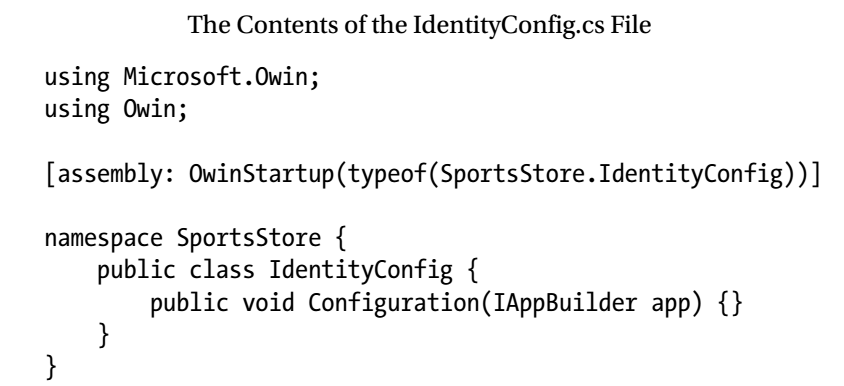 The Contents of the IdentityConfig.cs File
using Microsoft.Owin;
using Owin;
[assembly: OwinStartup(typeof(SportsStore.IdentityConfig))]
namespace SportsStore {
    public class IdentityConfig {
        public void Configuration(IAppBuilder app) {}
    }
}